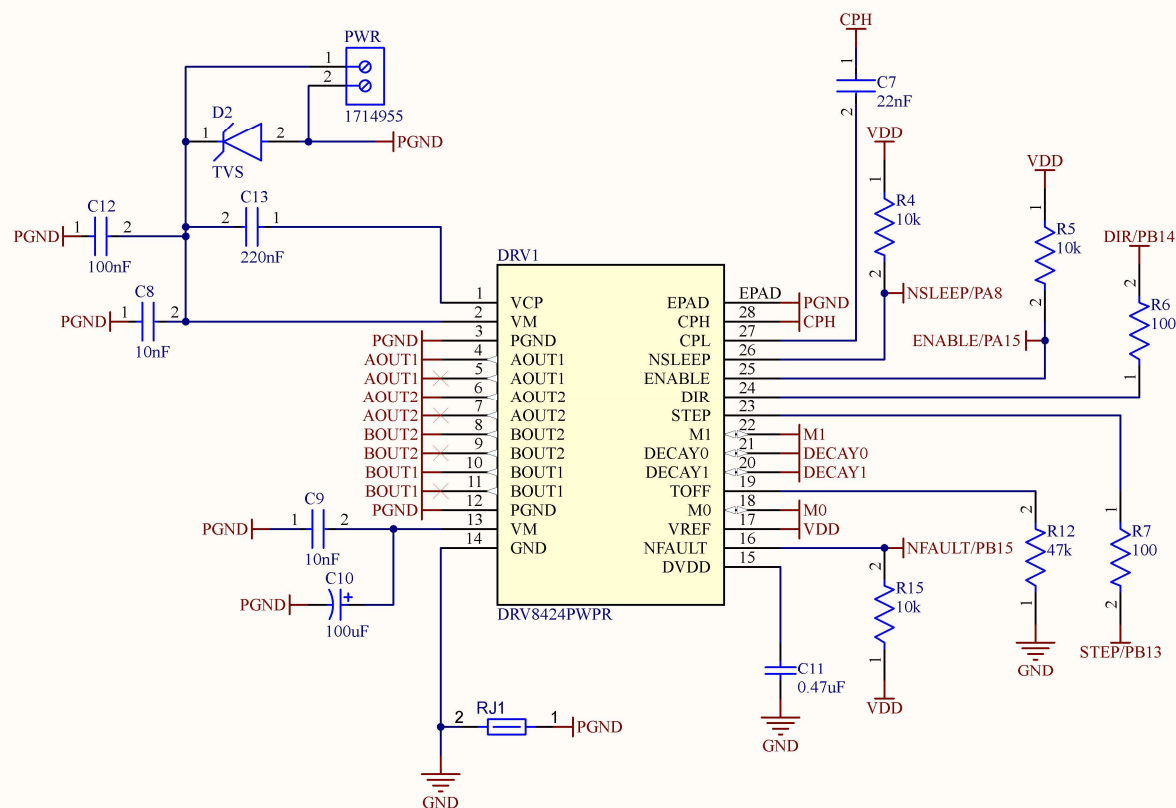 CPH
PWR
1
2
1714955
D2
1
2
TVS
PGND
1
C7
22nF
2
VDD
1
R4
10k
2
NSLEEP/PA8
VDD
1
R5
10k
2
ENABLE/PA15
DIR/PB14
2
R6
100
1
C12
PGND
1
2
100nF
C13
2
1
220nF
C8
PGND
1
2
10nF
DRV1
1 VCP
2 VM
PGND 3 PGND
AOUT1 4 AOUT1
AOUT1 5 AOUT1
AOUT2 6 AOUT2
AOUT2 7 AOUT2
BOUT2 8 BOUT2
BOUT2 9 BOUT2
BOUT1 10 BOUT1
BOUT1 11 BOUT1
PGND 12 PGND
13 VM
14 GND
EPAD EPAD PGND
CPH 28 CPH
CPL 27
NSLEEP 26
ENABLE 25
DIR 24
STEP 23
M1 22 M1
DECAY0 21 DECAY0
DECAY1 20 DECAY1
TOFF 19
M0 18 M0
VREF 17 VDD
NFAULT 16
DVDD 15
DRV8424PWPR
C9
PGND
1
2
10nF
C10
PGND
+
100uF
NFAULT/PB15
2
R15
10k
1
VDD
2
R12
47k
1
GND
1
R7
100
2
STEP/PB13
C11
0.47uF
GND
RJ1
2
1
PGND
GND